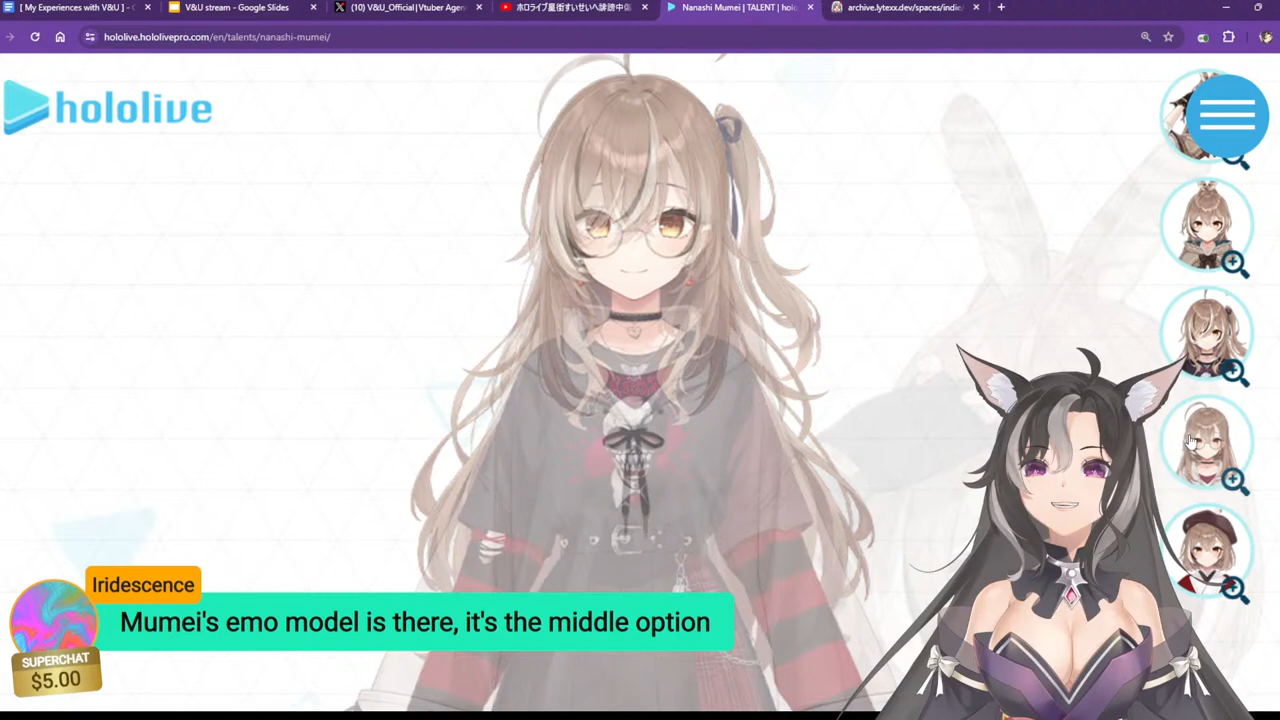 [ My Experiences with V&U ] - G
V&U stream - Google Slides
(10) V&U_Official|Vtuber Agen
ホロライブ星街すいせいへ誹謗中傷
Nanashi Mumei | TALENT | holo
archive.lytexx.dev/spaces/indie
hololive.hololivepro.com/en/talents/nanashi-mumei/
hololive
Iridescence
Mumei's emo model is there, it's the middle option
SUPERCHAT
$5.00